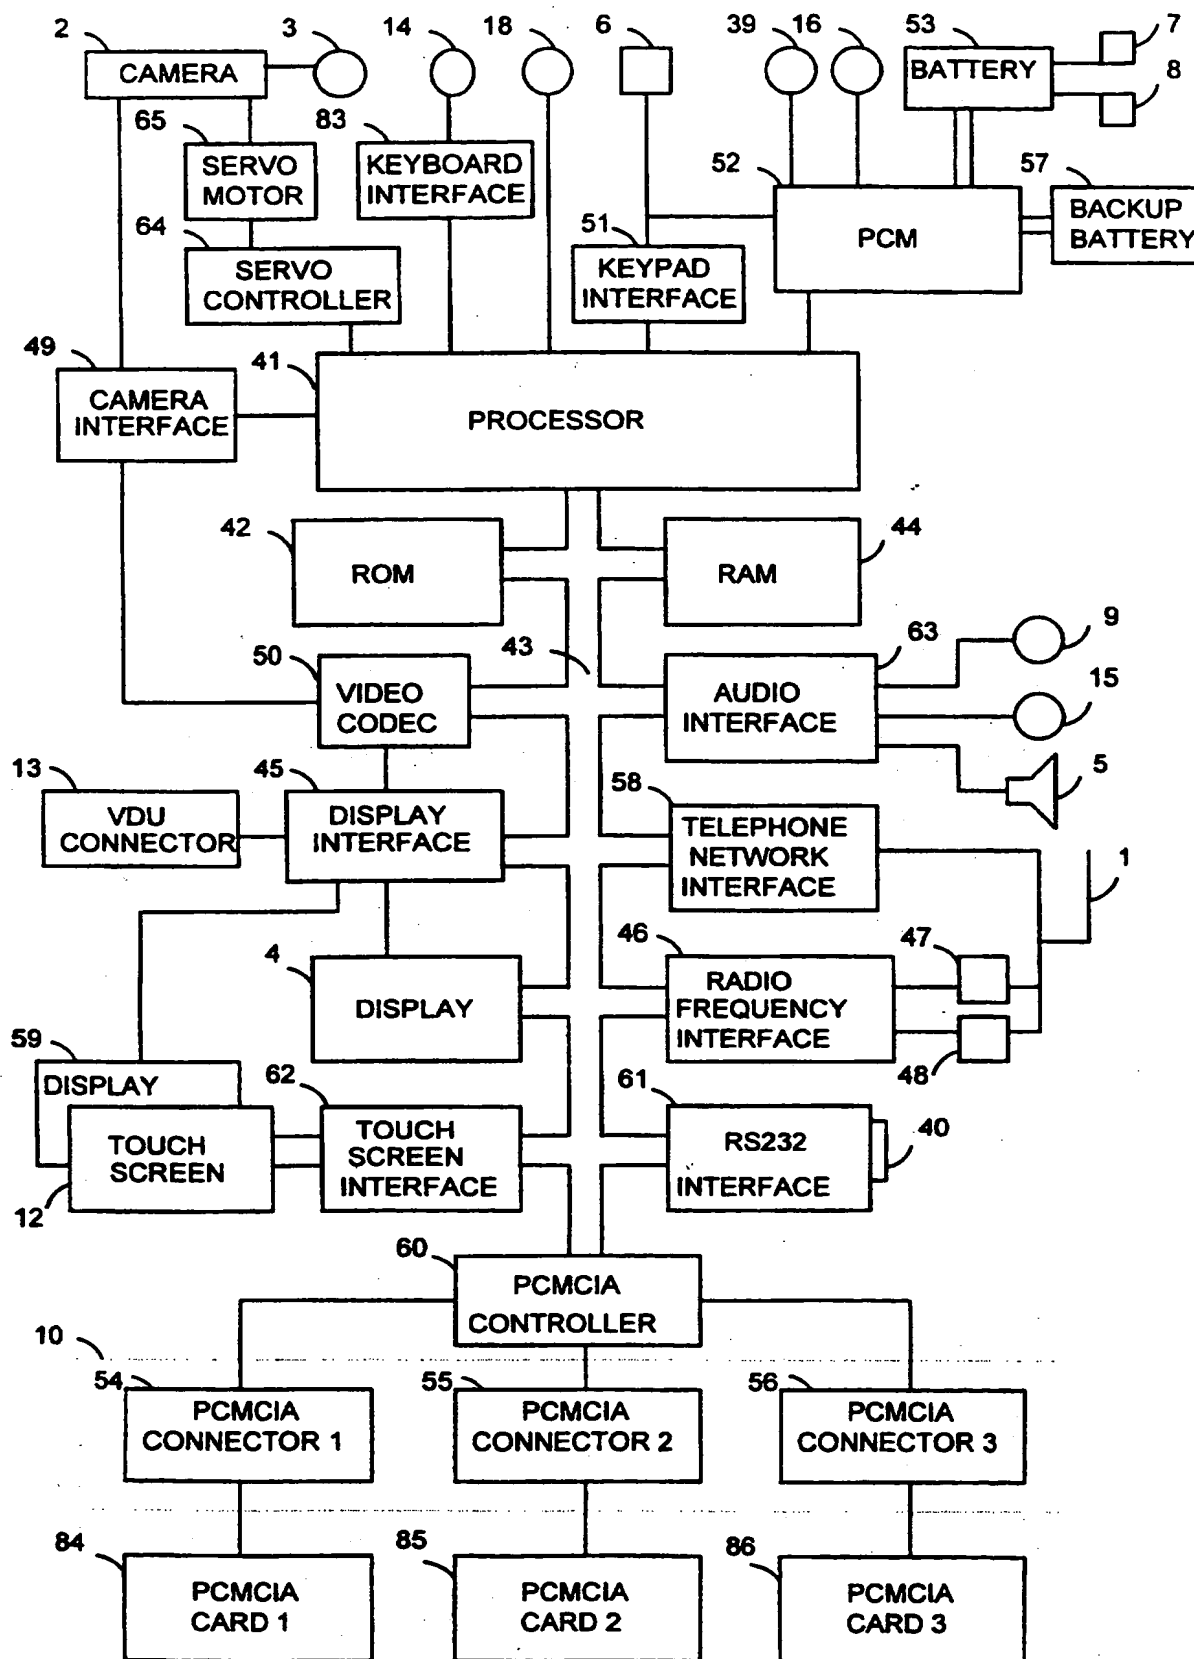 2 3 14 18 6 39 16 53 7
CAMERA
BATTERY
8
65 83
SERVO
MOTOR
KEYBOARD
INTERFACE
52 57
64 51
PCM
BACKUP
BATTERY
SERVO
CONTROLLER
KEYPAD
INTERFACE
49 41
CAMERA
INTERFACE
PROCESSOR
42 44
ROM
RAM
50 43 63 9
VIDEO
CODEC
AUDIO
INTERFACE
15
13 45 58 5
VDU
CONNECTOR
DISPLAY
INTERFACE
TELEPHONE
NETWORK
INTERFACE
1
4 46 47
DISPLAY
RADIO
FREQUENCY
INTERFACE
59 62 61 48
DISPLAY
TOUCH
SCREEN
TOUCH
SCREEN
INTERFACE
RS232
INTERFACE
40
12
60
PCMCIA
CONTROLLER
10
54 55 56
PCMCIA
CONNECTOR 1
PCMCIA
CONNECTOR 2
PCMCIA
CONNECTOR 3
84 85 86
PCMCIA
CARD 1
PCMCIA
CARD 2
PCMCIA
CARD 3